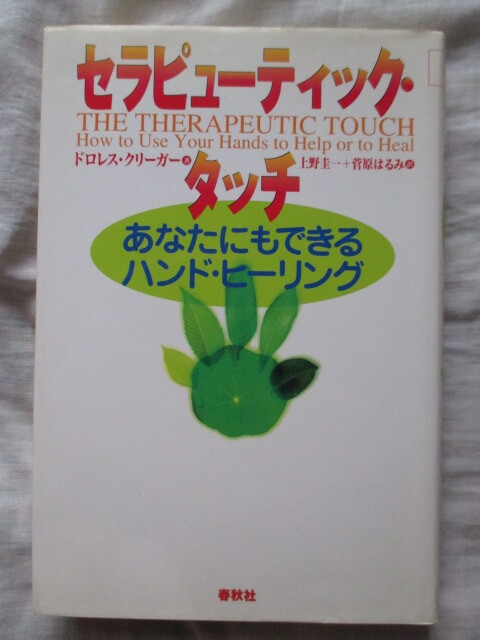 セラピューティック・
THE THERAPEUTIC TOUCH
How to Use Your Hands to Help or to Heal
ドロレス・クリーガー 著
上野圭一+菅原はるみ 訳
タッチ
あなたにもできる
ハンド・ヒーリング
春秋社